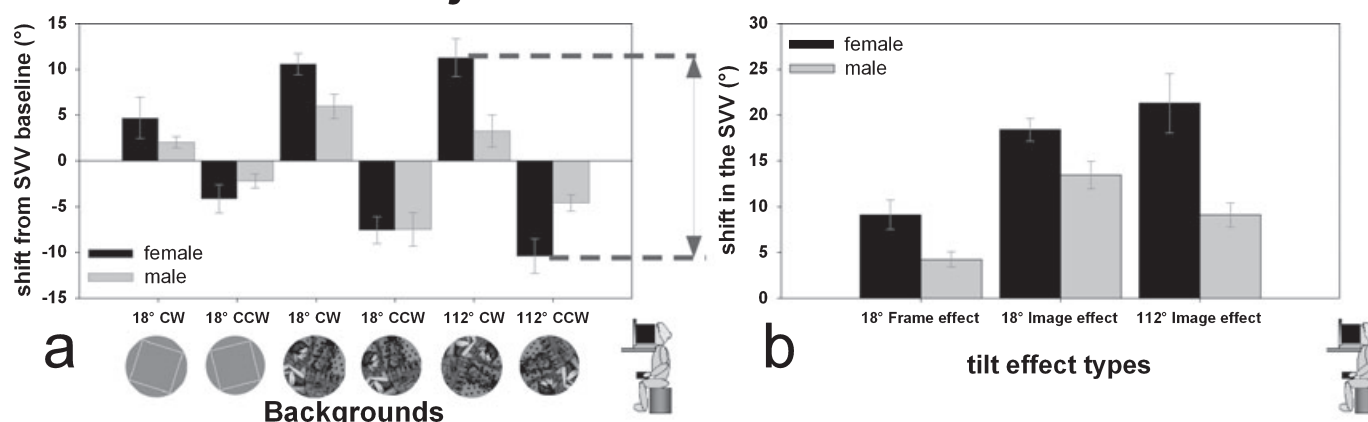 15
10
5
0
-5
-10
-15
shift from SVV baseline (°)
female
male
18° CW
18° CCW
18° CW
18° CCW
112° CW
112° CCW
a
Backgrounds
30
25
20
15
10
5
0
shift in the SVV (°)
female
male
18° Frame effect
18° Image effect
112° Image effect
b
tilt effect types